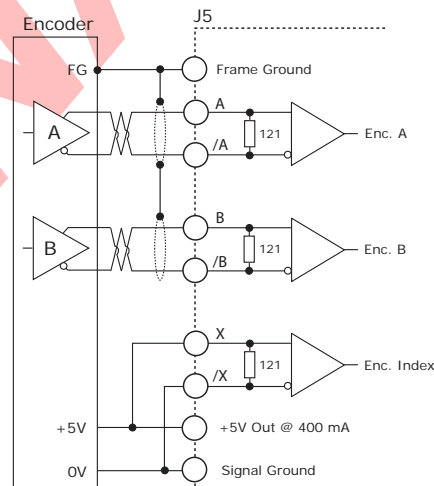 Encoder
J5
FG
Frame Ground
A
A
/A
121
Enc. A
B
B
/B
121
Enc. B
X
/X
121
Enc. Index
+5V
+5V Out @ 400 mA
0V
Signal Ground